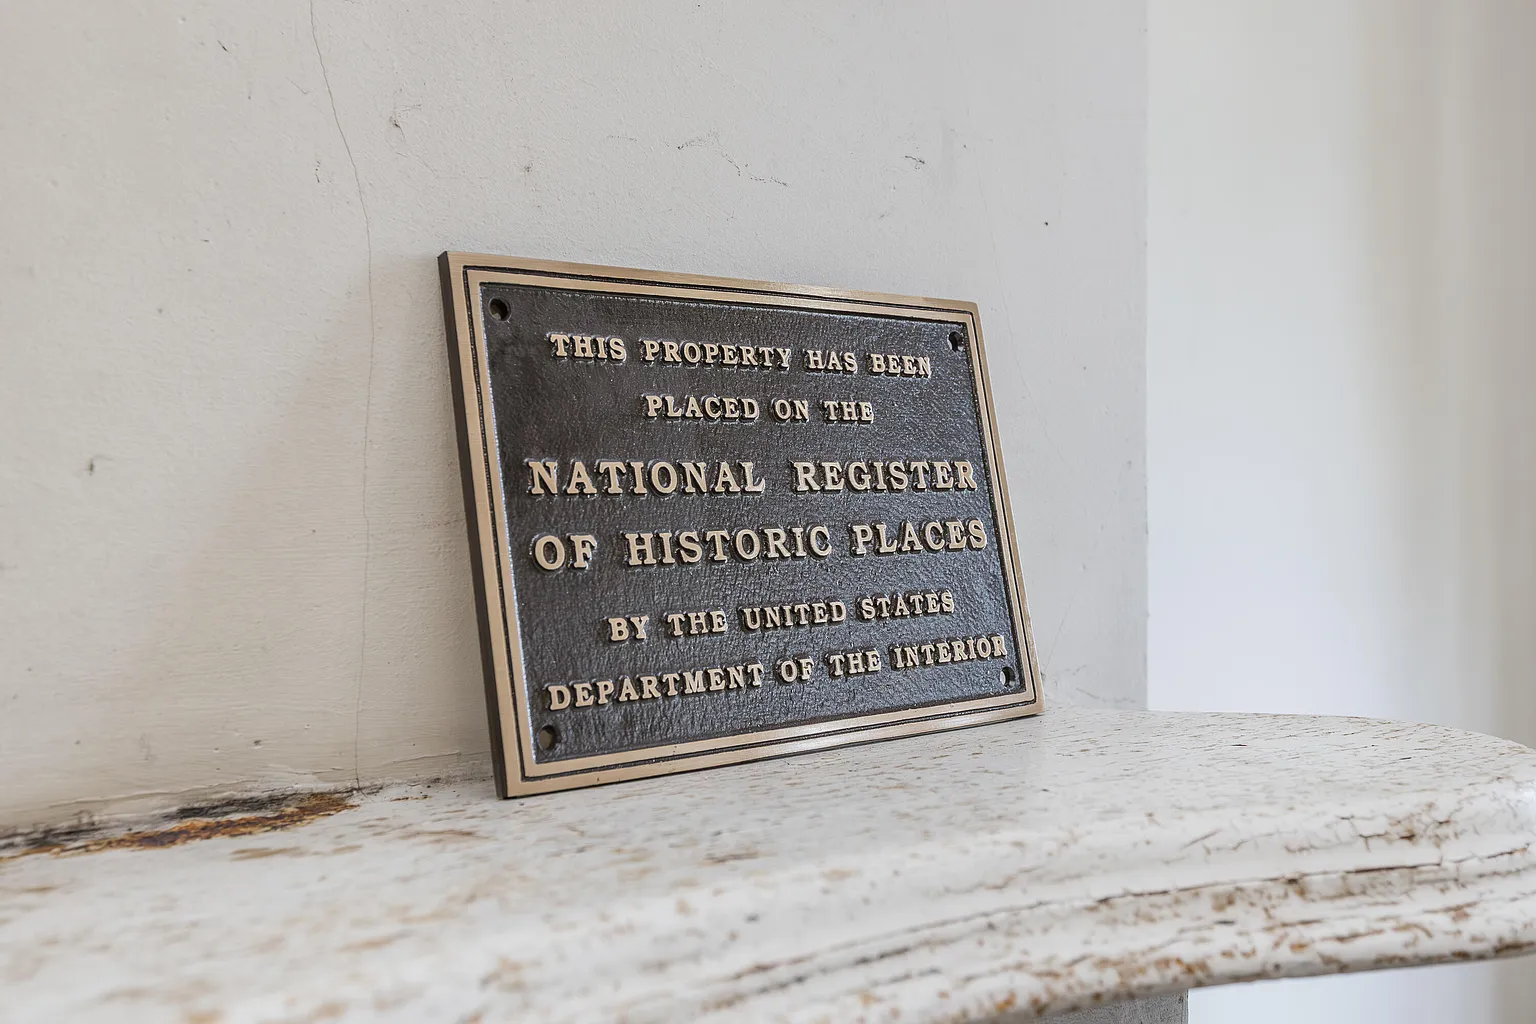 THIS PROPERTY HAS BEEN
PLACED ON THE
NATIONAL REGISTER
OF HISTORIC PLACES
BY THE UNITED STATES
DEPARTMENT OF THE INTERIOR